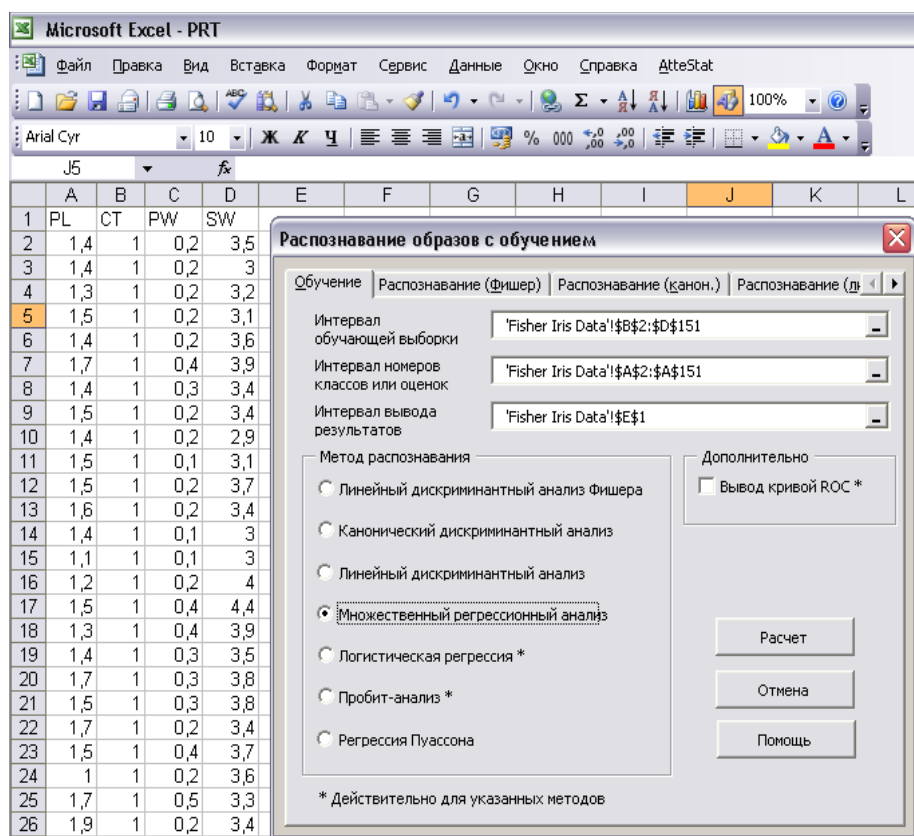 Microsoft Excel - PRT
Файл Правка Вид Вставка Формат Сервис Данные Окно Справка AtteStat
100%
Arial Cyr 10 Ж К Ч % 000
J5 fx
A B C D E F G H I J K L
1 PL CT PW SW
2 1,4 1 0,2 3,5
3 1,4 1 0,2 3
4 1,3 1 0,2 3,2
5 1,5 1 0,2 3,1
6 1,4 1 0,2 3,6
7 1,7 1 0,4 3,9
8 1,4 1 0,3 3,4
9 1,5 1 0,2 3,4
10 1,4 1 0,2 2,9
11 1,5 1 0,1 3,1
12 1,5 1 0,2 3,7
13 1,6 1 0,2 3,4
14 1,4 1 0,1 3
15 1,1 1 0,1 3
16 1,2 1 0,2 4
17 1,5 1 0,4 4,4
18 1,3 1 0,4 3,9
19 1,4 1 0,3 3,5
20 1,7 1 0,3 3,8
21 1,5 1 0,3 3,8
22 1,7 1 0,2 3,4
23 1,5 1 0,4 3,7
24 1 1 0,2 3,6
25 1,7 1 0,5 3,3
26 1,9 1 0,2 3,4
Распознавание образов с обучением
Обучение Распознавание (Фишер) Распознавание (канон.) Распознавание (л
Интервал
обучающей выборки
'Fisher Iris Data'!$B$2:$D$151
Интервал номеров
классов или оценок
'Fisher Iris Data'!$A$2:$A$151
Интервал вывода
результатов
'Fisher Iris Data'!$E$1
Метод распознавания
Линейный дискриминантный анализ Фишера
Канонический дискриминантный анализ
Линейный дискриминантный анализ
Множественный регрессионный анализ
Логистическая регрессия *
Пробит-анализ *
Регрессия Пуассона
Дополнительно
Вывод кривой ROC *
Расчет
Отмена
Помощь
* Действительно для указанных методов